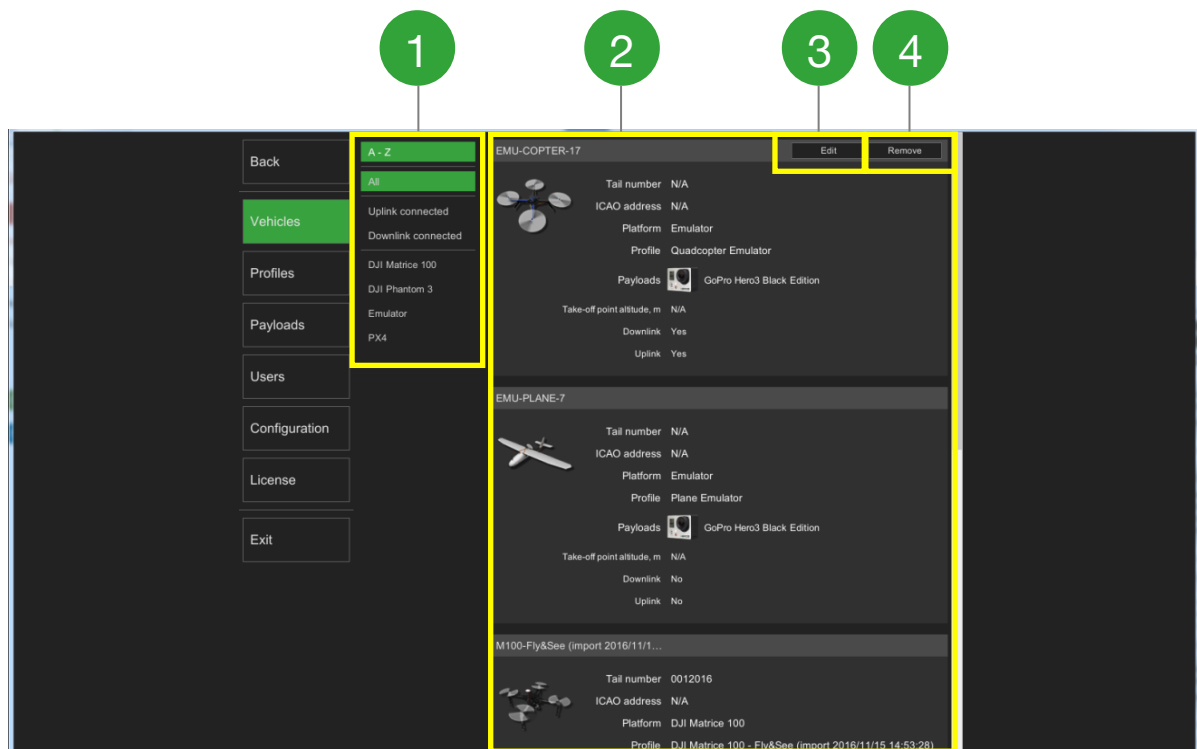 1
2
3
4
Back
Vehicles
Profiles
Payloads
Users
Configuration
License
Exit
A - Z
All
Uplink connected
Downlink connected
DJI Matrice 100
DJI Phantom 3
Emulator
PX4
EMU-COPTER-17
Edit
Remove
Tail number N/A
ICAO address N/A
Platform Emulator
Profile Quadcopter Emulator
Payloads GoPro Hero3 Black Edition
Take-off point altitude, m N/A
Downlink Yes
Uplink Yes
EMU-PLANE-7
Tail number N/A
ICAO address N/A
Platform Emulator
Profile Plane Emulator
Payloads GoPro Hero3 Black Edition
Take-off point altitude, m N/A
Downlink No
Uplink No
M100-Fly&See (import 2016/11/1...
Tail number 0012016
ICAO address N/A
Platform DJI Matrice 100
Profile DJI Matrice 100 - Fly&See (import 2016/11/15 14:53:28)